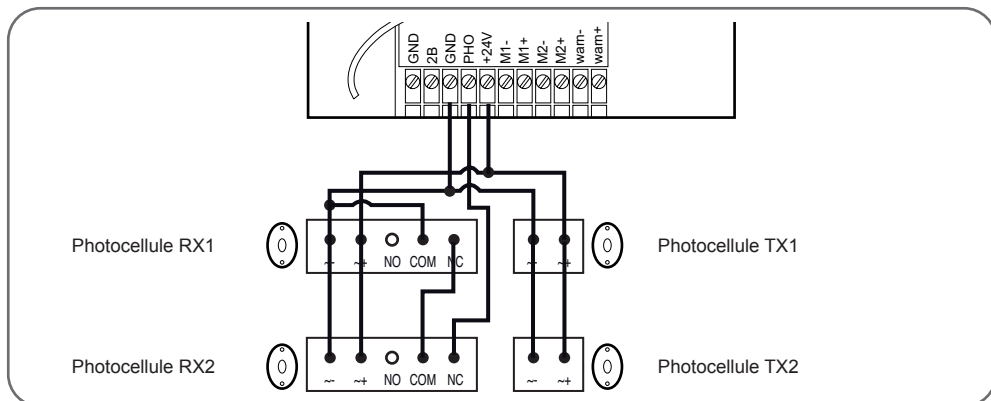 GND 2B GND PHO +24V M1- M1+ M2- M2+ warn- warn+
Photocellule RX1
~- ~+ NO COM NC
~- ~+
Photocellule TX1
Photocellule RX2
~- ~+ NO COM NC
~- ~+
Photocellule TX2